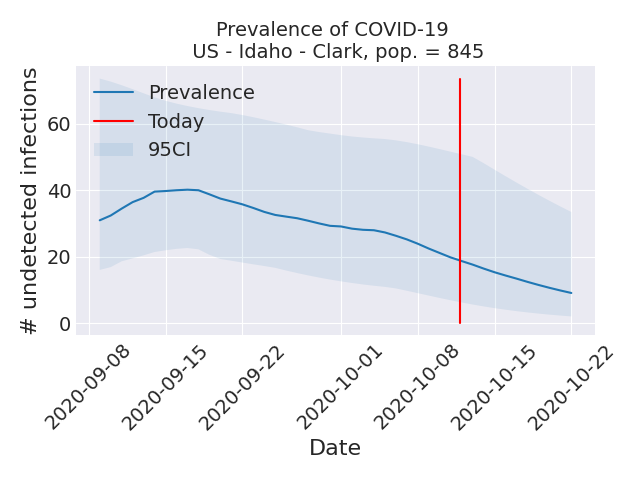 Prevalence of COVID-19
US - Idaho - Clark, pop. = 845
# undetected infections
60
40
20
0
Prevalence
Today
95CI
2020-09-08
2020-09-15
2020-09-22
2020-10-01
2020-10-08
2020-10-15
2020-10-22
Date